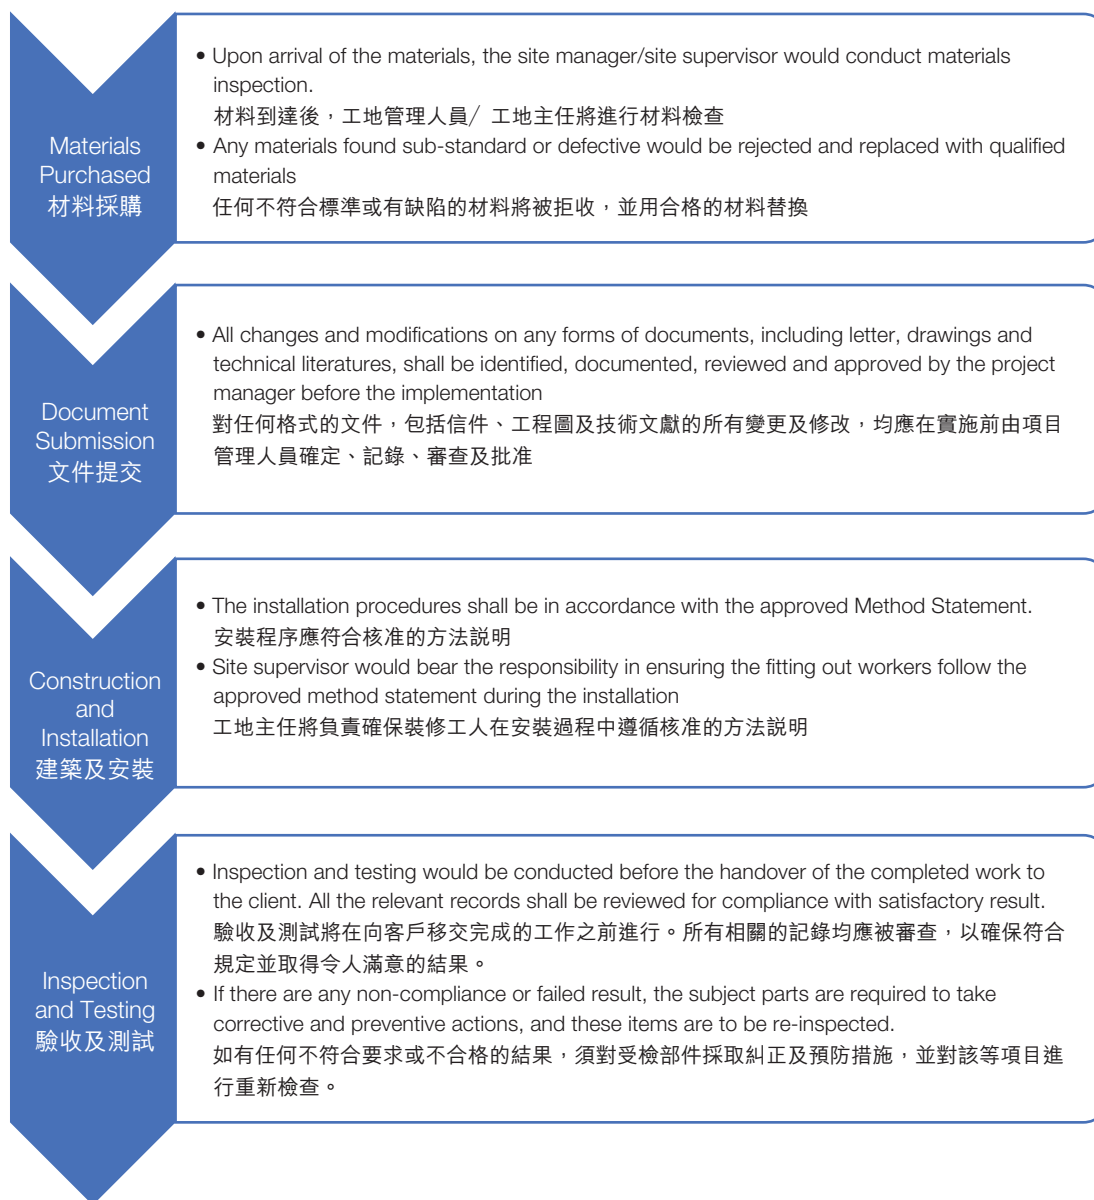 Materials
Purchased
材料採購
• Upon arrival of the materials, the site manager/site supervisor would conduct materials
inspection.
材料到達後，工地管理人員/ 工地主任將進行材料檢查
• Any materials found sub-standard or defective would be rejected and replaced with qualified
materials
任何不符合標準或有缺陷的材料將被拒收，並用合格的材料替換
Document
Submission
文件提交
• All changes and modifications on any forms of documents, including letter, drawings and
technical literatures, shall be identified, documented, reviewed and approved by the project
manager before the implementation
對任何格式的文件，包括信件、工程圖及技術文獻的所有變更及修改，均應在實施前由項目
管理人員確定、記錄、審查及批准
Construction
and
Installation
建築及安裝
• The installation procedures shall be in accordance with the approved Method Statement.
安裝程序應符合核准的方法説明
• Site supervisor would bear the responsibility in ensuring the fitting out workers follow the
approved method statement during the installation
工地主任將負責確保裝修工人在安裝過程中遵循核准的方法説明
Inspection
and Testing
驗收及測試
• Inspection and testing would be conducted before the handover of the completed work to
the client. All the relevant records shall be reviewed for compliance with satisfactory result.
驗收及測試將在向客戶移交完成的工作之前進行。所有相關的記錄均應被審查，以確保符合
規定並取得令人滿意的結果。
• If there are any non-compliance or failed result, the subject parts are required to take
corrective and preventive actions, and these items are to be re-inspected.
如有任何不符合要求或不合格的結果，須對受檢部件採取糾正及預防措施，並對該等項目進
行重新檢查。